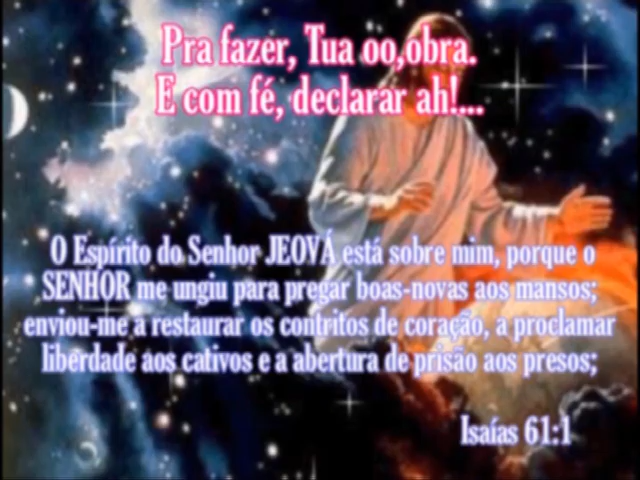 Pra fazer, Tua oo,obra.
E com fé, declarar ah!...
O Espírito do Senhor JEOVÁ está sobre mim, porque o
SENHOR me ungiu para pregar boas-novas aos mansos;
enviou-me a restaurar os contritos de coração, a proclamar
liberdade aos cativos e a abertura de prisão aos presos;
Isaías 61:1